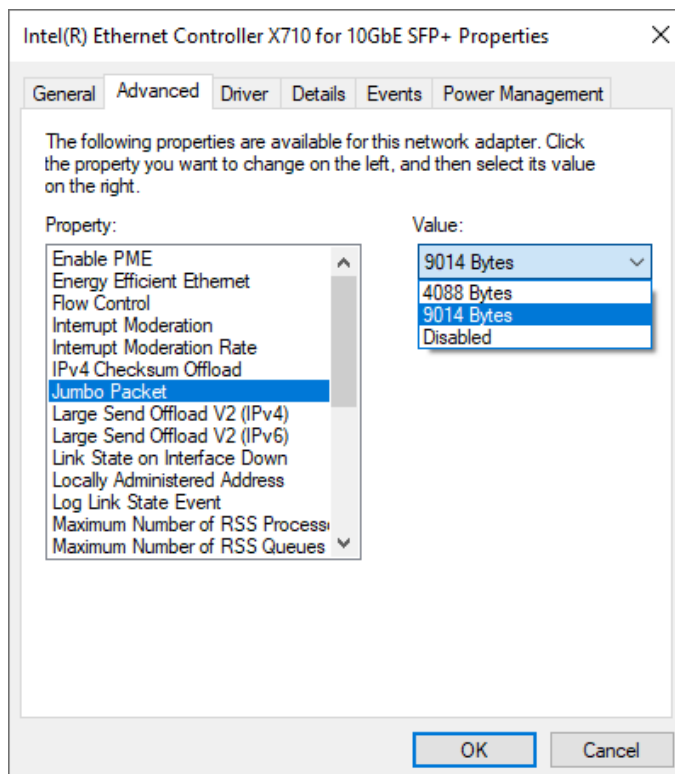 Intel(R) Ethernet Controller X710 for 10GbE SFP+ Properties
General Advanced Driver Details Events Power Management
The following properties are available for this network adapter. Click
the property you want to change on the left, and then select its value
on the right.
Property:
Enable PME
Energy Efficient Ethernet
Flow Control
Interrupt Moderation
Interrupt Moderation Rate
IPv4 Checksum Offload
Jumbo Packet
Large Send Offload V2 (IPv4)
Large Send Offload V2 (IPv6)
Link State on Interface Down
Locally Administered Address
Log Link State Event
Maximum Number of RSS Process
Maximum Number of RSS Queues
Value:
9014 Bytes
4088 Bytes
9014 Bytes
Disabled
OK Cancel